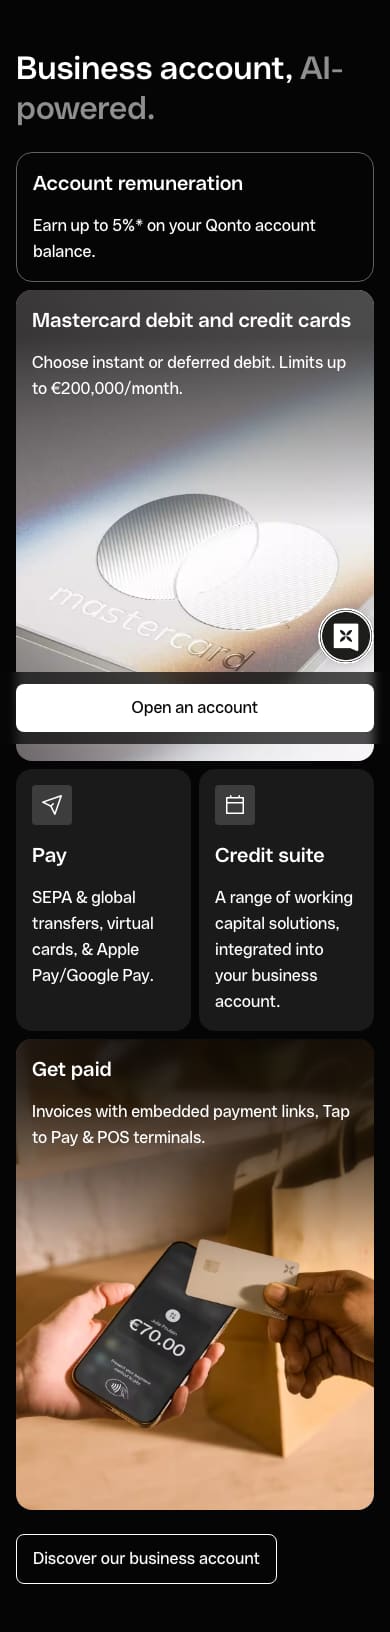 Business account, AI-
powered.
Account remuneration
Earn up to 5%* on your Qonto account
balance.
Mastercard debit and credit cards
Choose instant or deferred debit. Limits up
to €200,000/month.
mastercard
Open an account
Pay
SEPA & global
transfers, virtual
cards, & Apple
Pay/Google Pay.
Credit suite
A range of working
capital solutions,
integrated into
your business
account.
Get paid
Invoices with embedded payment links, Tap
to Pay & POS terminals.
€70.00
Discover our business account